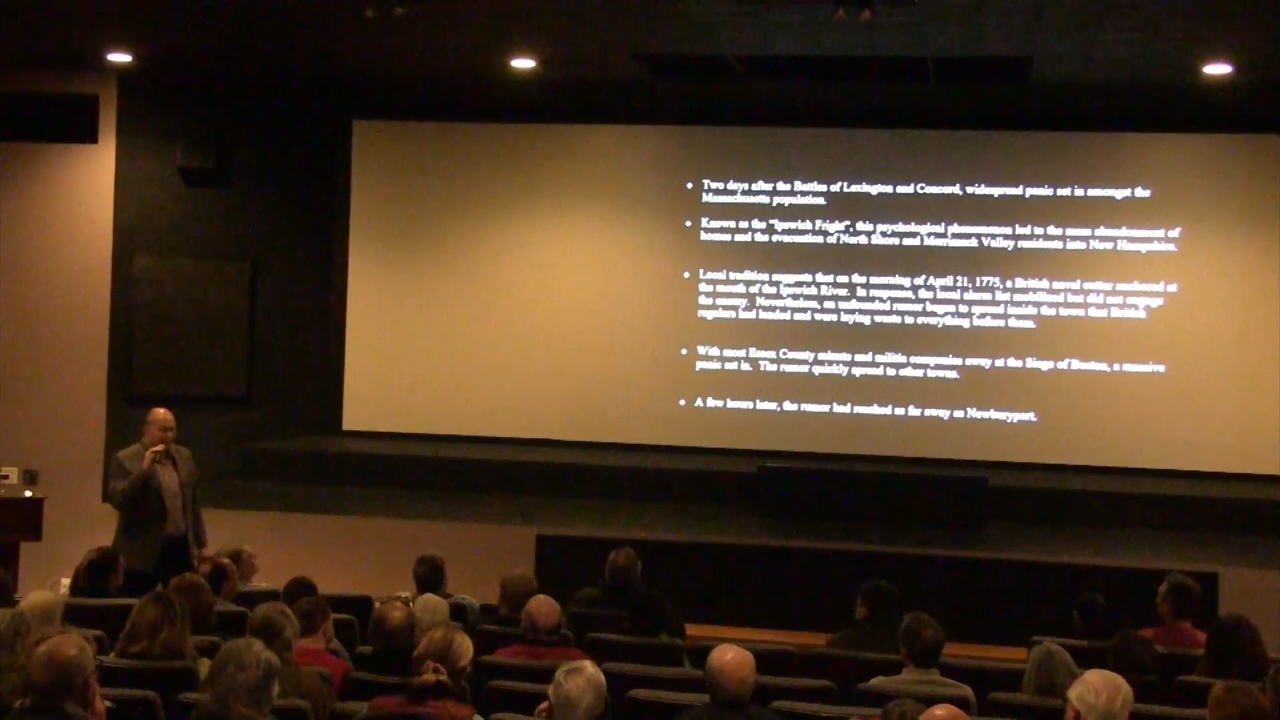 • Two days after the Battles of Lexington and Concord, widespread panic set in amongst the
Massachusetts population.
• Known as the "Ipswich Fright", this psychological phenomenon led to the mass abandonment of
homes and the evacuation of North Shore and Merrimack Valley residents into New Hampshire.
• Local tradition suggests that on the morning of April 21, 1775, a British naval cutter anchored at
the mouth of the Ipswich River. In response, the local alarm list mobilized but did not engage
the enemy. Nevertheless, an unfounded rumor began to spread inside the town that British
regulars had landed and were laying waste to everything before them.
• With most Essex County minute and militia companies away at the Siege of Boston, a massive
panic set in. The rumor quickly spread to other towns.
• A few hours later, the rumor had reached as far away as Newburyport.